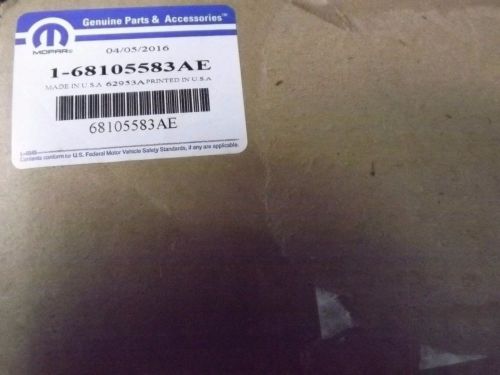 Genuine Parts & Accessories™
MOPAR®
04/05/2016
1-68105583AE
MADE IN U.S.A 62953A PRINTED IN U.S.A
68105583AE
Contents conform to U.S. Federal Motor Vehicle Safety Standards, if any are applicable.